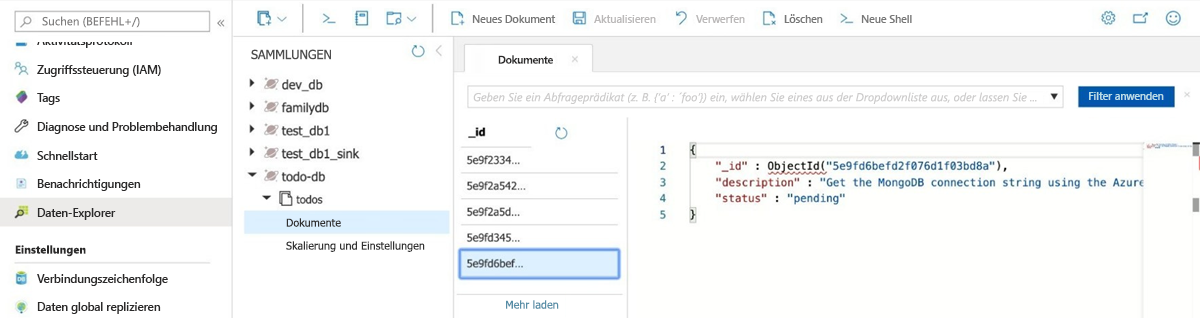 Suchen (BEFEHL+/)
«
Aktivitätsprotokoll
Zugriffssteuerung (IAM)
Tags
Diagnose und Problembehandlung
Schnellstart
Benachrichtigungen
Daten-Explorer
Einstellungen
Verbindungszeichenfolge
Daten global replizieren
Neues Dokument
Aktualisieren
Verwerfen
Löschen
Neue Shell
SAMMLUNGEN
dev_db
familydb
test_db1
test_db1_sink
todo-db
todos
Dokumente
Skalierung und Einstellungen
Dokumente
Geben Sie ein Abfrageprädikat (z. B. {'a' : ´foo'}) ein, wählen Sie eines aus der Dropdownliste aus, oder lassen Sie ...
Filter anwenden
_id
5e9f2334...
5e9f2a542...
5e9f2a5d...
5e9fd345...
5e9fd6bef...
Mehr laden
1 {
2 "_id" : ObjectId("5e9fd6befd2f076d1f03bd8a"),
3 "description" : "Get the MongoDB connection string using the Azure
4 "status" : "pending"
5 }